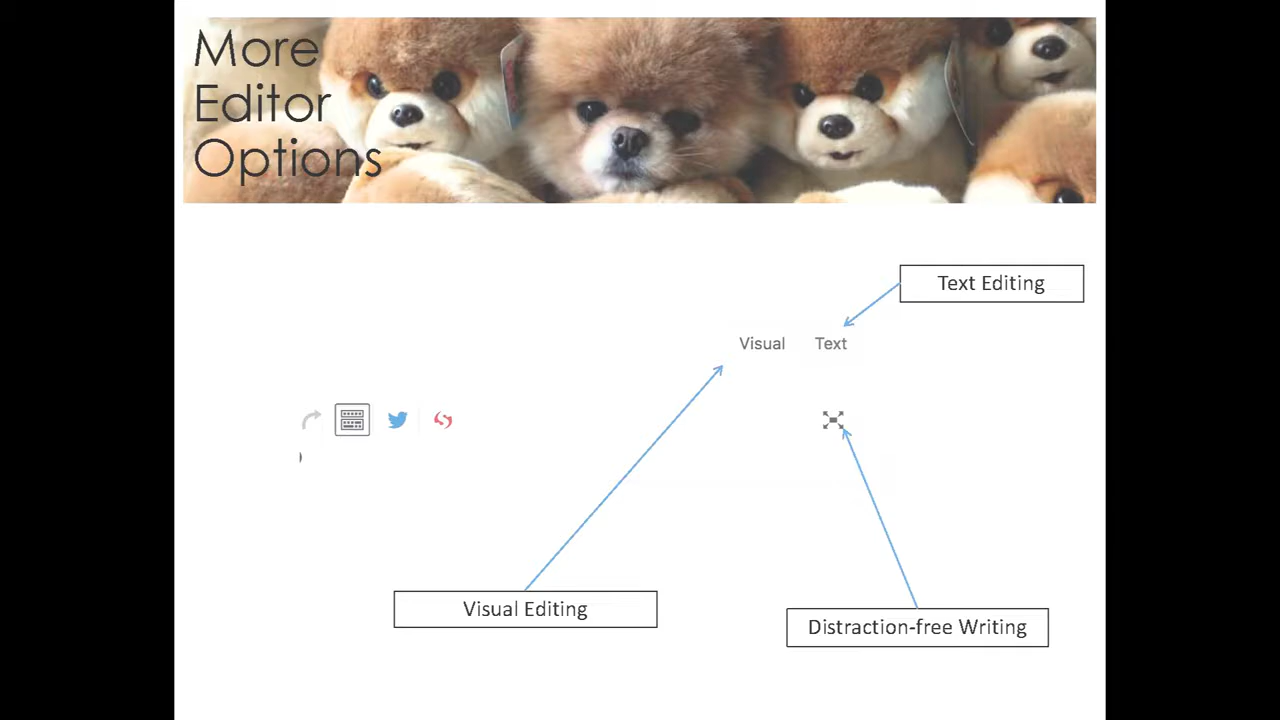 More
Editor
Options
Text Editing
Visual Text
Visual Editing
Distraction-free Writing